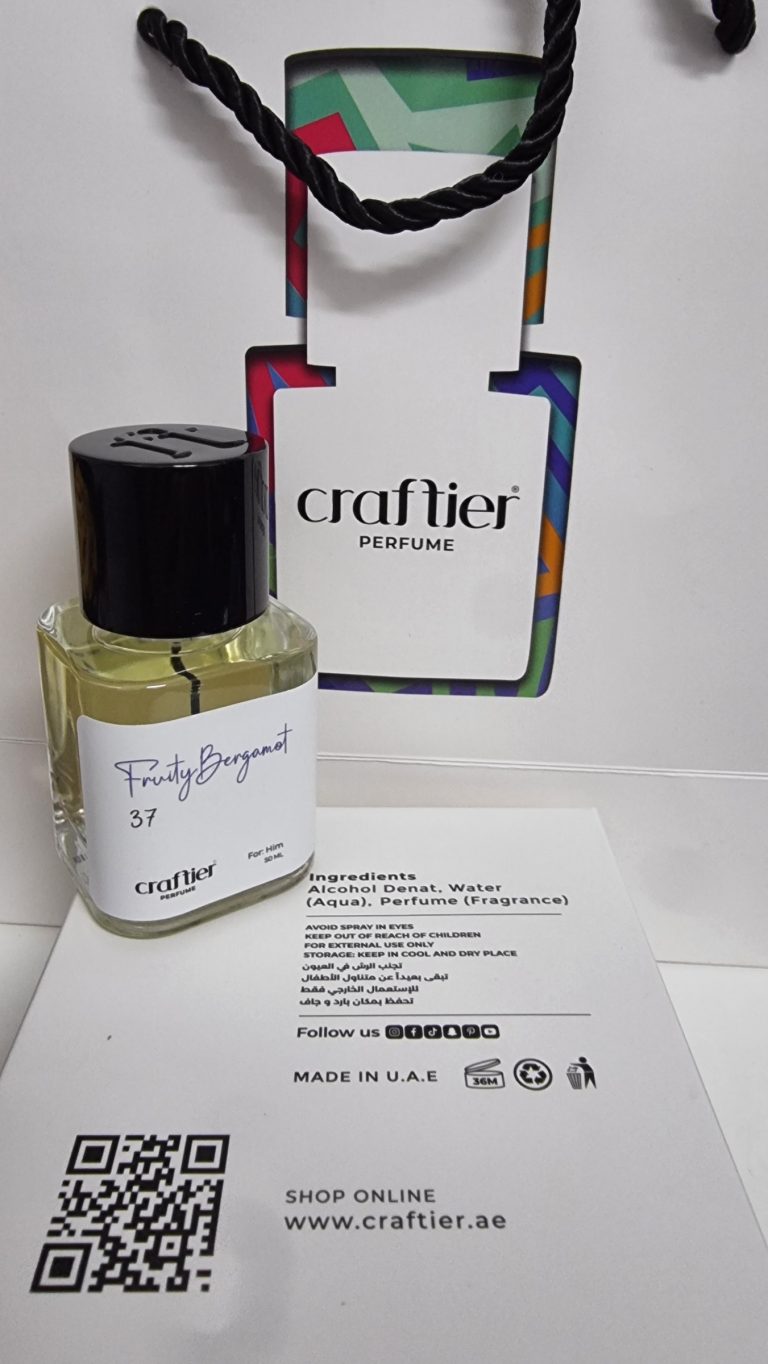 craftier®
PERFUME
Fruity Bergamot
37
For: Him
50 ML
craftier
PERFUME
Ingredients
Alcohol Denat, Water
(Aqua), Perfume (Fragrance)
AVOID SPRAY IN EYES
KEEP OUT OF REACH OF CHILDREN
FOR EXTERNAL USE ONLY
STORAGE: KEEP IN COOL AND DRY PLACE
تجنب الرش في العيون
تبقى بعيداً عن متناول الأطفال
للإستعمال الخارجي فقط
تحفظ بمكان بارد و جاف
Follow us
MADE IN U.A.E
36M
SHOP ONLINE
www.craftier.ae